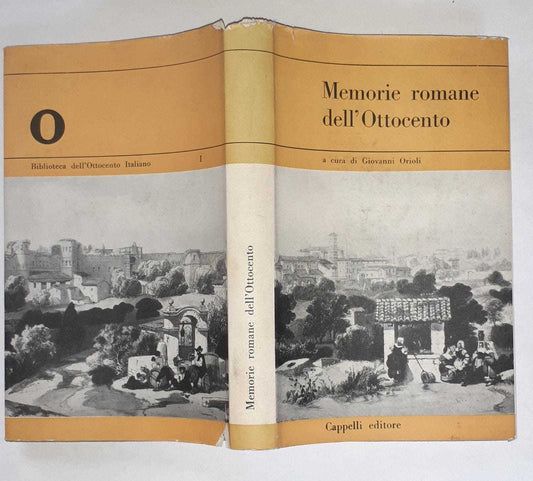 O
Biblioteca dell'Ottocento Italiano 1
Memorie romane dell'Ottocento
Memorie romane
dell'Ottocento
a cura di Giovanni Orioli
Cappelli editore